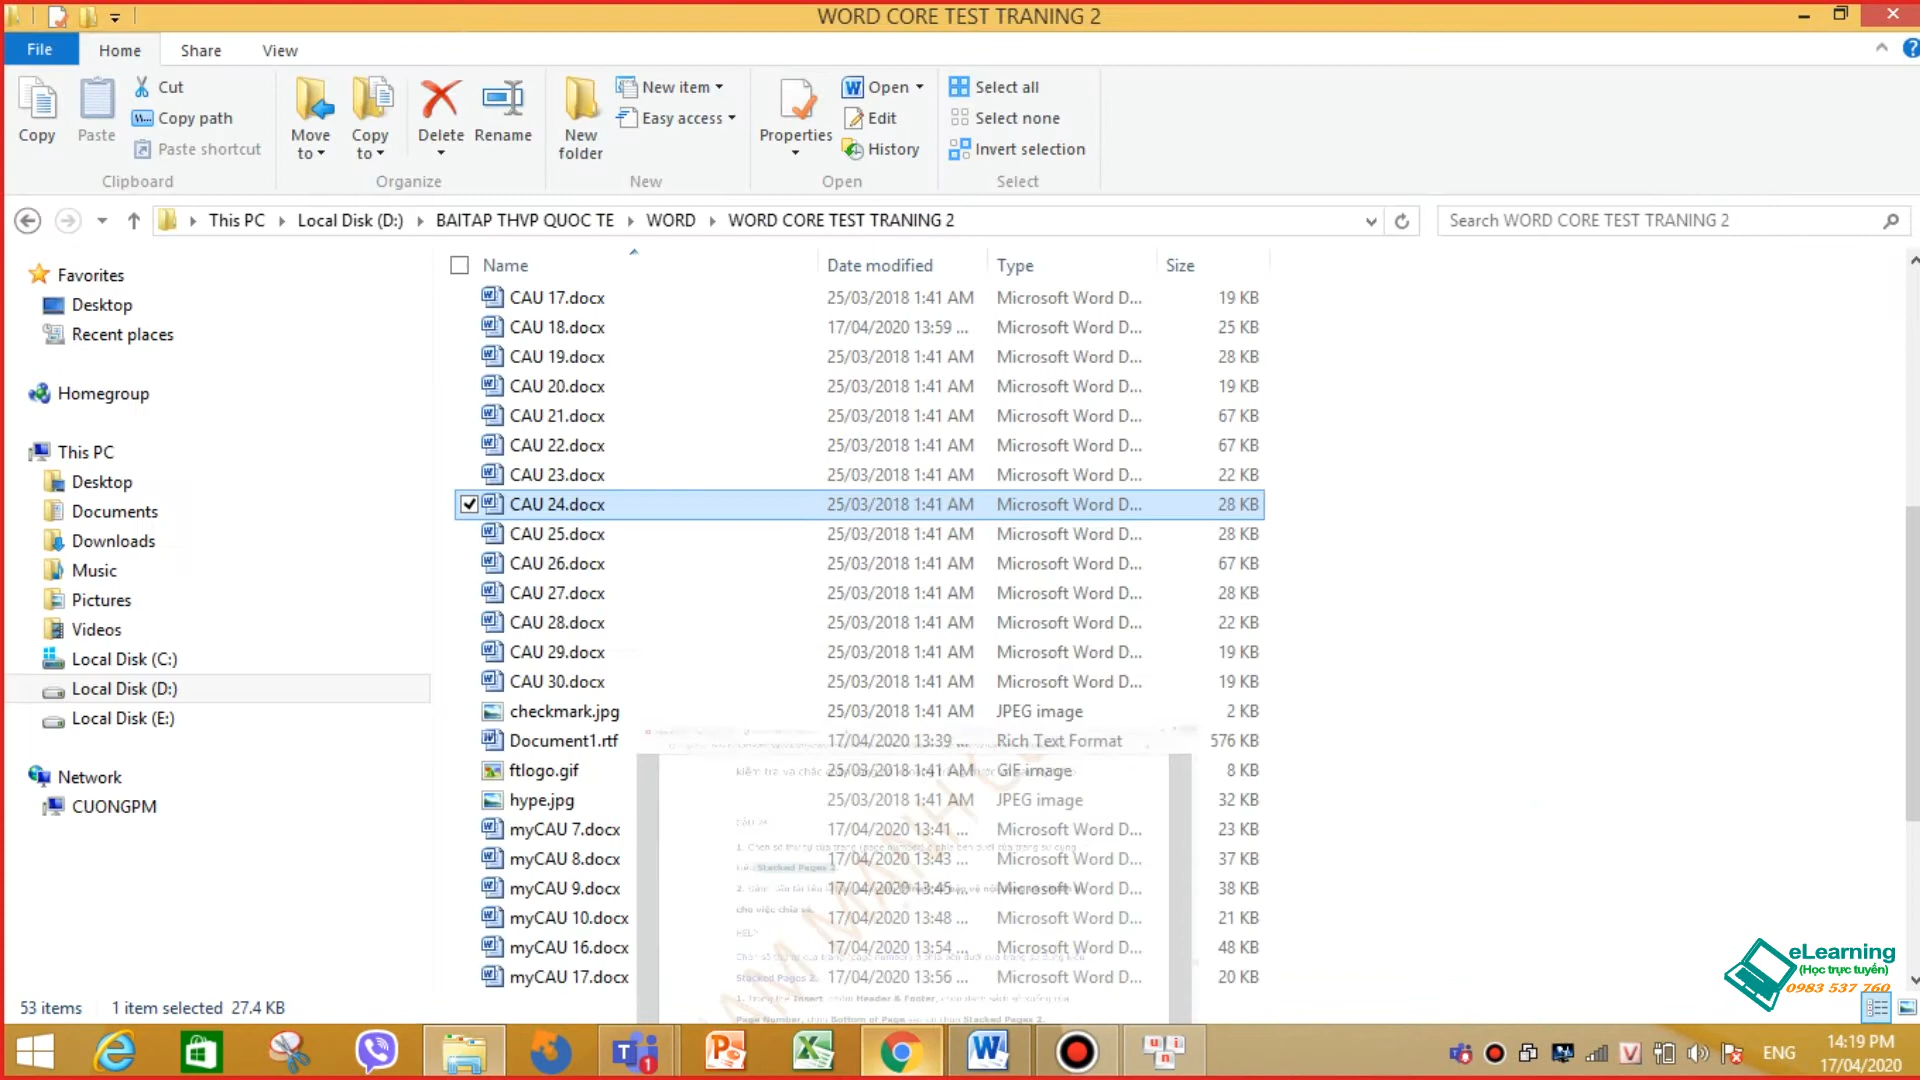 WORD CORE TEST TRANING 2
File Home Share View
Copy
Paste
Cut
Copy path
Paste shortcut
Clipboard
Move to
Copy to
Delete
Rename
Organize
New folder
New item
Easy access
New
Properties
Open
Edit
History
Open
Select all
Select none
Invert selection
Select
This PC Local Disk (D:) BAITAP THVP QUOC TE WORD WORD CORE TEST TRANING 2
Search WORD CORE TEST TRANING 2
Favorites
Desktop
Recent places
Homegroup
This PC
Desktop
Documents
Downloads
Music
Pictures
Videos
Local Disk (C:)
Local Disk (D:)
Local Disk (E:)
Network
CUONGPM
Name Date modified Type Size
CAU 17.docx 25/03/2018 1:41 AM Microsoft Word D... 19 KB
CAU 18.docx 17/04/2020 13:59 ... Microsoft Word D... 25 KB
CAU 19.docx 25/03/2018 1:41 AM Microsoft Word D... 28 KB
CAU 20.docx 25/03/2018 1:41 AM Microsoft Word D... 19 KB
CAU 21.docx 25/03/2018 1:41 AM Microsoft Word D... 67 KB
CAU 22.docx 25/03/2018 1:41 AM Microsoft Word D... 67 KB
CAU 23.docx 25/03/2018 1:41 AM Microsoft Word D... 22 KB
CAU 24.docx 25/03/2018 1:41 AM Microsoft Word D... 28 KB
CAU 25.docx 25/03/2018 1:41 AM Microsoft Word D... 28 KB
CAU 26.docx 25/03/2018 1:41 AM Microsoft Word D... 67 KB
CAU 27.docx 25/03/2018 1:41 AM Microsoft Word D... 28 KB
CAU 28.docx 25/03/2018 1:41 AM Microsoft Word D... 22 KB
CAU 29.docx 25/03/2018 1:41 AM Microsoft Word D... 19 KB
CAU 30.docx 25/03/2018 1:41 AM Microsoft Word D... 19 KB
checkmark.jpg 25/03/2018 1:41 AM JPEG image 2 KB
Document1.rtf 17/04/2020 13:39 ... Rich Text Format 576 KB
ftlogo.gif 25/03/2018 1:41 AM GIF image 8 KB
hype.jpg 25/03/2018 1:41 AM JPEG image 32 KB
myCAU 7.docx 17/04/2020 13:41 ... Microsoft Word D... 23 KB
myCAU 8.docx 17/04/2020 13:43 ... Microsoft Word D... 37 KB
myCAU 9.docx 17/04/2020 13:45 ... Microsoft Word D... 38 KB
myCAU 10.docx 17/04/2020 13:48 ... Microsoft Word D... 21 KB
myCAU 16.docx 17/04/2020 13:54 ... Microsoft Word D... 48 KB
myCAU 17.docx 17/04/2020 13:56 ... Microsoft Word D... 20 KB
Stacked Pages 2
cho việc chia sẻ.
HELP
Stacked Pages 2.
Page Number, chọn Bottom of Page Stacked Pages 2.
eLearning
(Học trực tuyến)
0983 537 760
53 items 1 item selected 27.4 KB
ENG
14:19 PM
17/04/2020